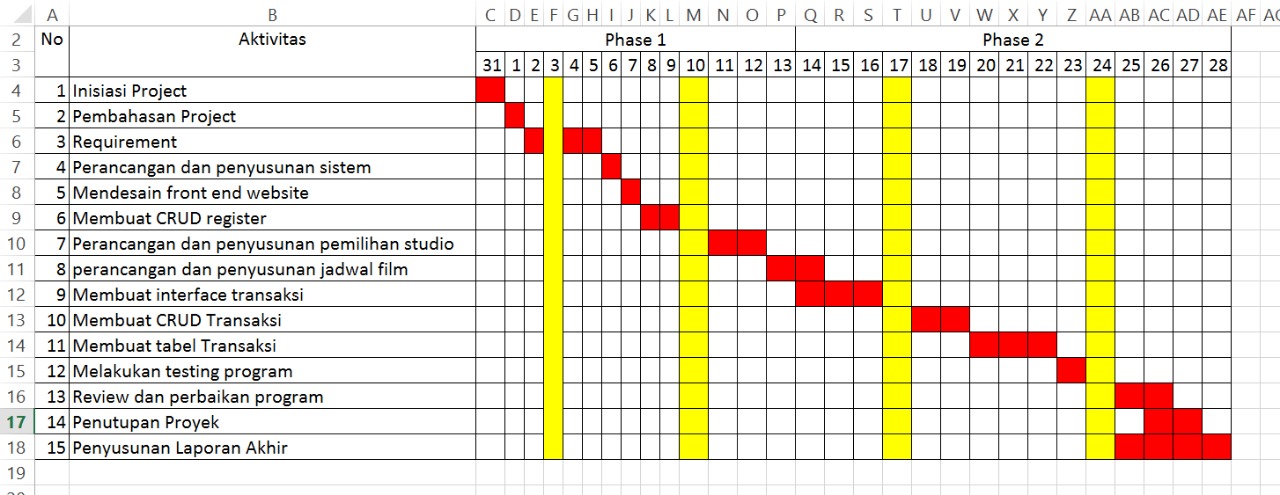 A B C D E F G H I J K L M N O P Q R S T U V W X Y Z AA AB AC AD AE AF
2 No Aktivitas Phase 1 Phase 2
3 31 1 2 3 4 5 6 7 8 9 10 11 12 13 14 15 16 17 18 19 20 21 22 23 24 25 26 27 28
4 1 Inisiasi Project
5 2 Pembahasan Project
6 3 Requirement
7 4 Perancangan dan penyusunan sistem
8 5 Mendesain front end website
9 6 Membuat CRUD register
10 7 Perancangan dan penyusunan pemilihan studio
11 8 perancangan dan penyusunan jadwal film
12 9 Membuat interface transaksi
13 10 Membuat CRUD Transaksi
14 11 Membuat tabel Transaksi
15 12 Melakukan testing program
16 13 Review dan perbaikan program
17 14 Penutupan Proyek
18 15 Penyusunan Laporan Akhir
19